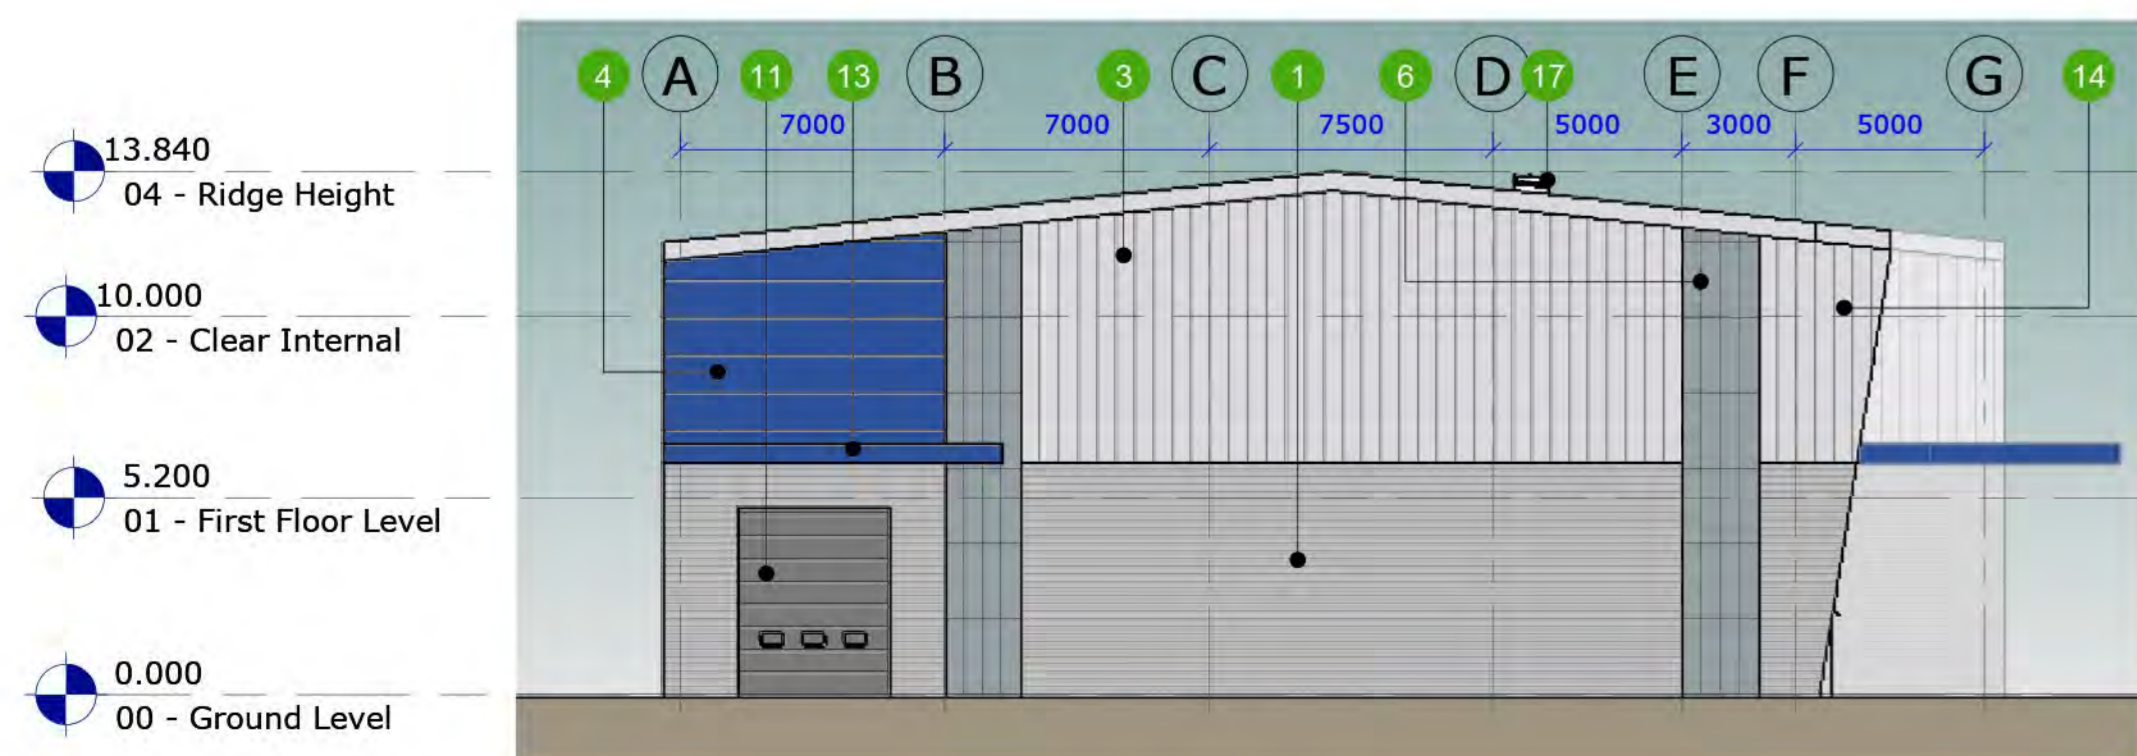 4 A 11 13 B 3 C 1 6 D 17 E F G 14
7000 7000 7500 5000 3000 5000
13.840
04 - Ridge Height
10.000
02 - Clear Internal
5.200
01 - First Floor Level
0.000
00 - Ground Level